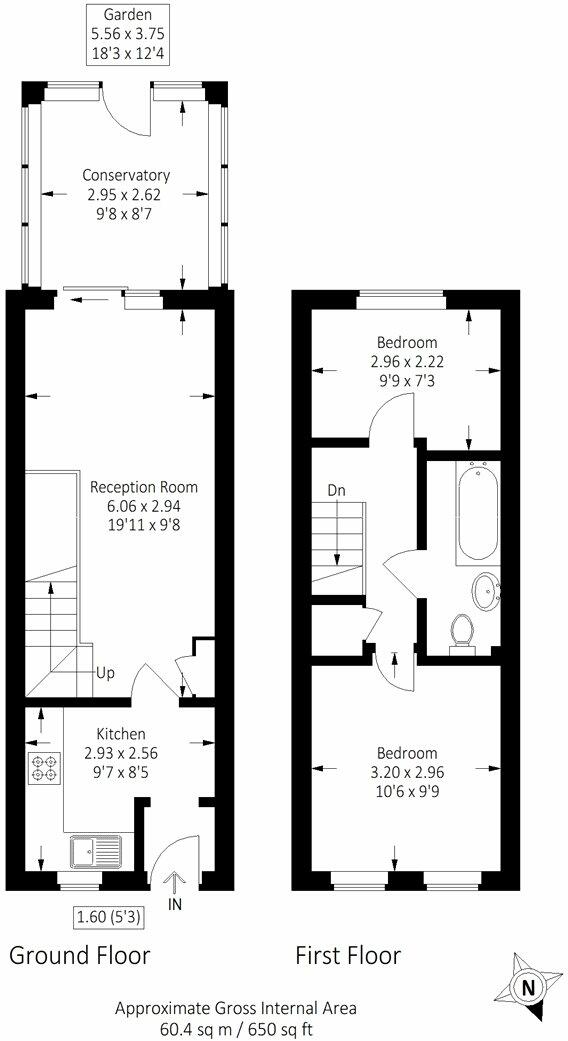 Garden
5.56 x 3.75
18'3 x 12'4
Conservatory
2.95 x 2.62
9'8 x 8'7
Reception Room
6.06 x 2.94
19'11 x 9'8
Up
Kitchen
2.93 x 2.56
9'7 x 8'5
IN
1.60 (5'3)
Ground Floor
Bedroom
2.96 x 2.22
9'9 x 7'3
Dn
Bedroom
3.20 x 2.96
10'6 x 9'9
First Floor
N
Approximate Gross Internal Area
60.4 sq m / 650 sq ft